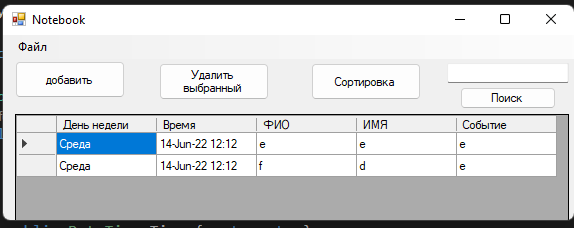 Notebook
Файл
добавить
Удалить
выбранный
Сортировка
Поиск
День недели Время ФИО ИМЯ Событие
Среда 14-Jun-22 12:12 e e e
Среда 14-Jun-22 12:12 f d e